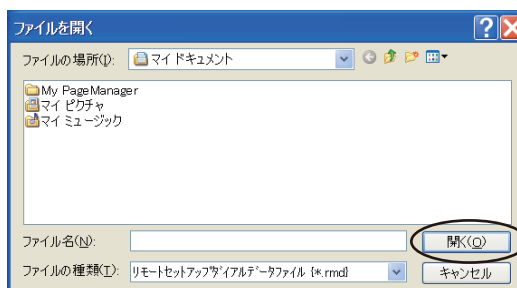 ファイルを開く
ファイルの場所(I): マイ ドキュメント
My PageManager
マイ ピクチャ
マイ ミュージック
ファイル名(N): 開く(O)
ファイルの種類(T): リモートセットアップダイアルデータファイル {*.rmd} キャンセル